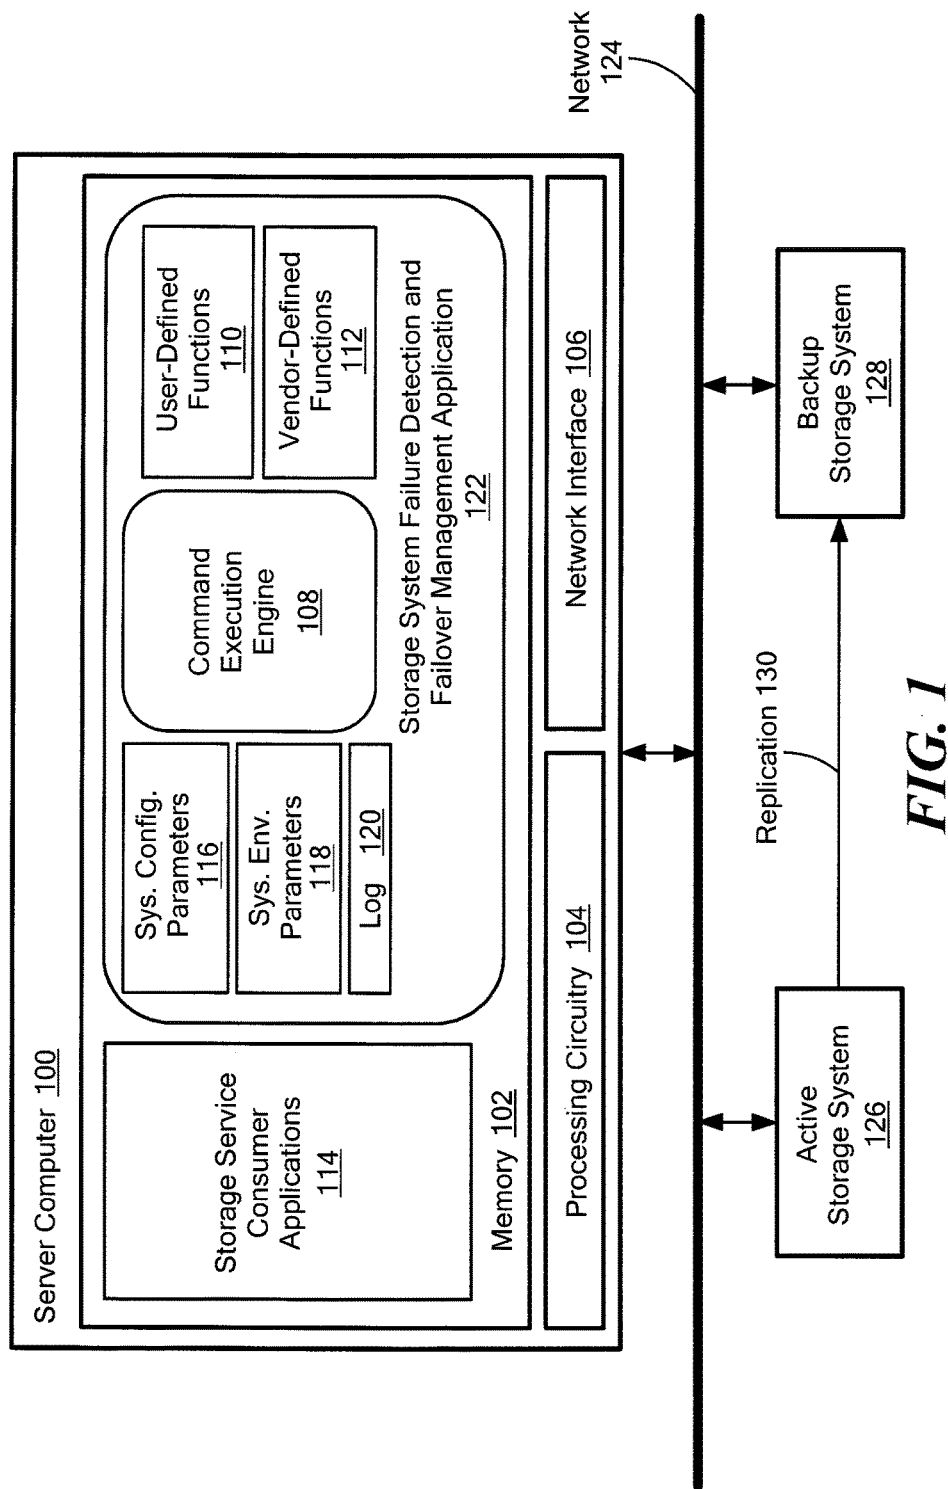 Server Computer 100
Storage Service
Consumer
Applications
114
Sys. Config.
Parameters
116
Sys. Env.
Parameters
118
Log 120
Command
Execution
Engine
108
User-Defined
Functions
110
Vendor-Defined
Functions
112
Storage System Failure Detection and
Failover Management Application
122
Memory 102
Processing Circuitry 104
Network Interface 106
Network
124
Active
Storage System
126
Replication 130
Backup
Storage System
128
FIG. 1